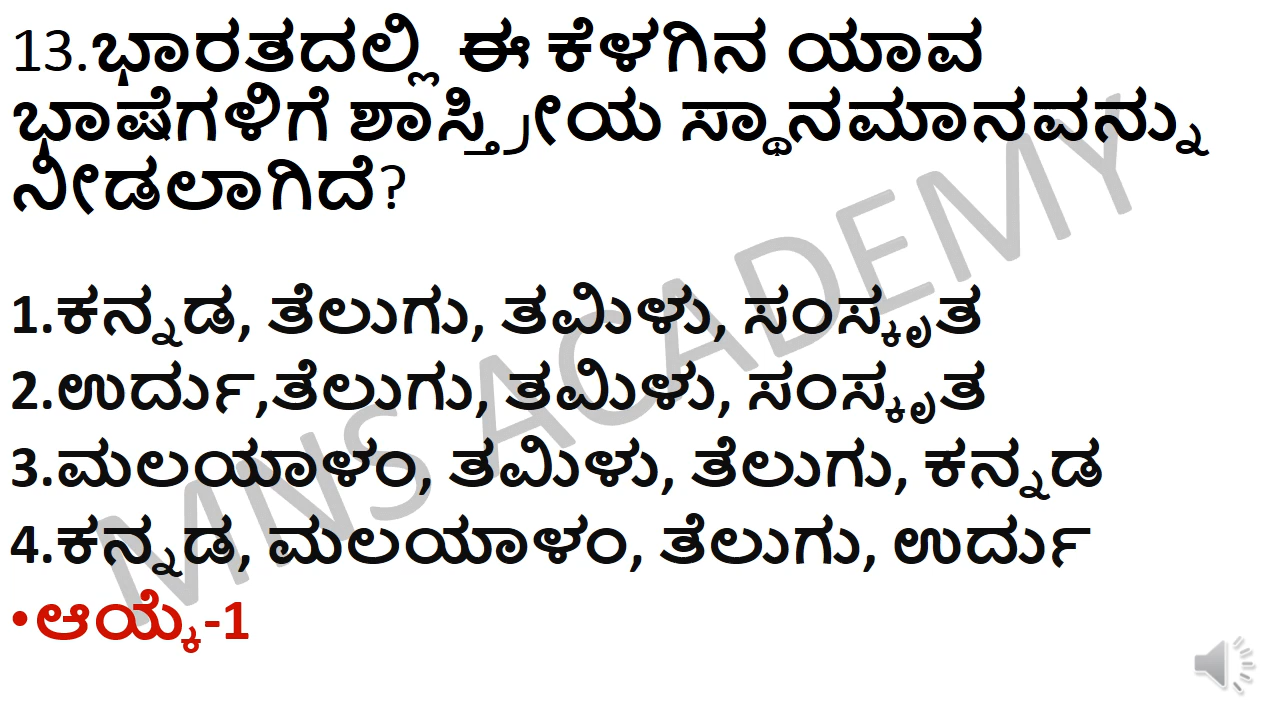 13.ಭಾರತದಲ್ಲಿ ಈ ಕೆಳಗಿನ ಯಾವ
ಭಾಷೆಗಳಿಗೆ ಶಾಸ್ತ್ರೀಯ ಸ್ಥಾನಮಾನವನ್ನು
ನೀಡಲಾಗಿದೆ?
1.ಕನ್ನಡ, ತೆಲುಗು, ತಮಿಳು, ಸಂಸ್ಕೃತ
2.ಉರ್ದು,ತೆಲುಗು, ತಮಿಳು, ಸಂಸ್ಕೃತ
3.ಮಲಯಾಳಂ, ತಮಿಳು, ತೆಲುಗು, ಕನ್ನಡ
4.ಕನ್ನಡ, ಮಲಯಾಳಂ, ತೆಲುಗು, ಉರ್ದು
•ಆಯ್ಕೆ-1
MNS ACADEMY